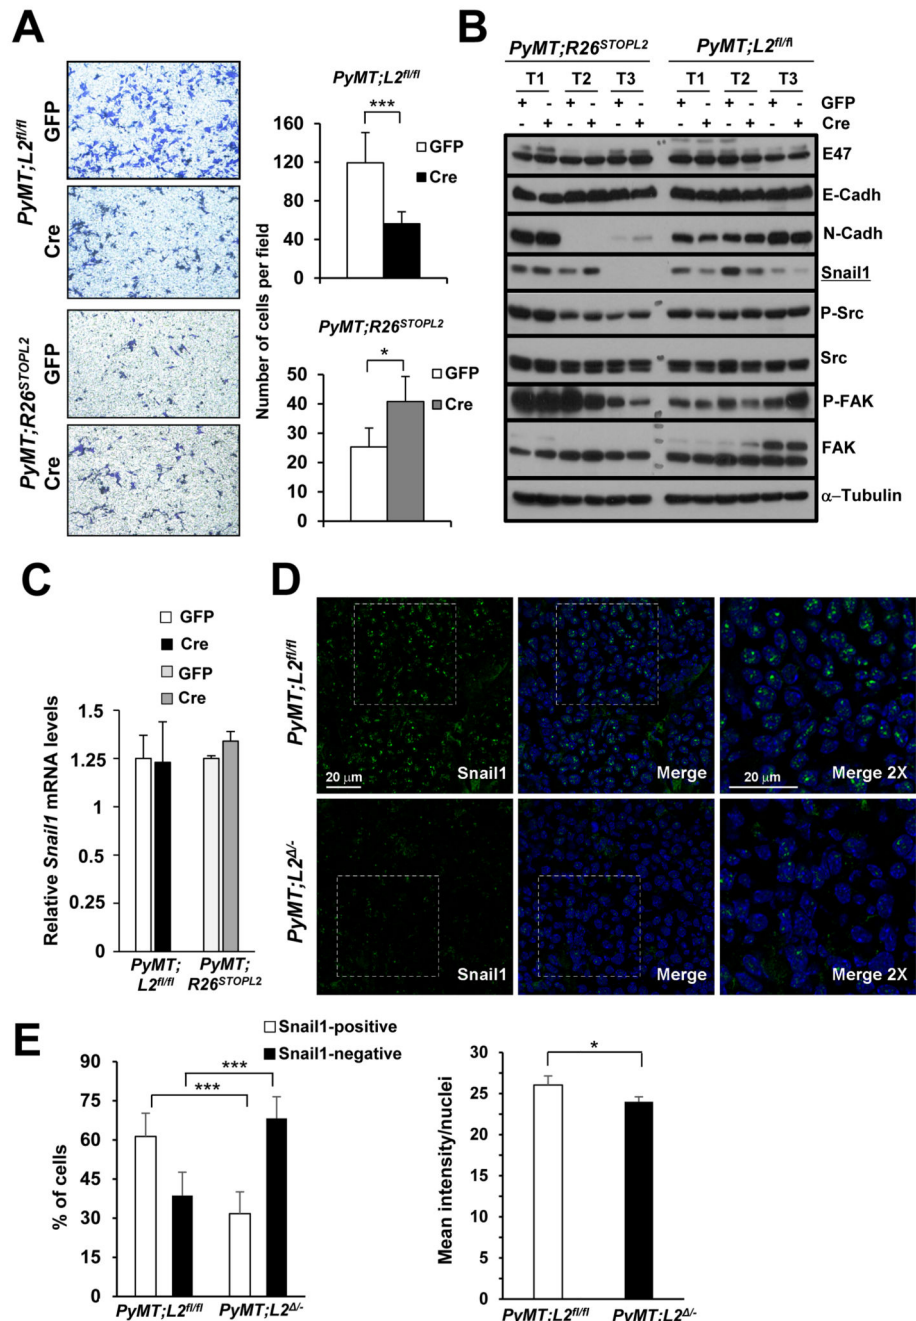 A
PyMT;L2fl/fl
GFP
Cre
PyMT;R26STOPL2
GFP
Cre
Number of cells per field
PyMT;L2fl/fl
***
160
120
80
40
0
GFP
Cre
PyMT;R26STOPL2
*
50
40
30
20
10
0
GFP
Cre
B
PyMT;R26STOPL2 PyMT;L2fl/fl
T1 T2 T3 T1 T2 T3
+ - + - + - + - + - + - GFP
- + - + - + - + - + - + Cre
E47
E-Cadh
N-Cadh
Snail1
P-Src
Src
P-FAK
FAK
α–Tubulin
C
GFP
Cre
GFP
Cre
Relative Snail1 mRNA levels
1.5
1.25
1
0.5
0.25
0
PyMT; PyMT;
L2fl/fl R26STOPL2
D
PyMT;L2fl/fl
20 μm
Snail1
Merge
20 μm
Merge 2X
PyMT;L2Δ/-
Snail1
Merge
Merge 2X
E
Snail1-positive
Snail1-negative
% of cells
90
75
60
45
30
15
0
***
***
PyMT;L2fl/fl PyMT;L2Δ/-
Mean intensity/nuclei
30
25
20
15
10
5
0
*
PyMT;L2fl/fl PyMT;L2Δ/-